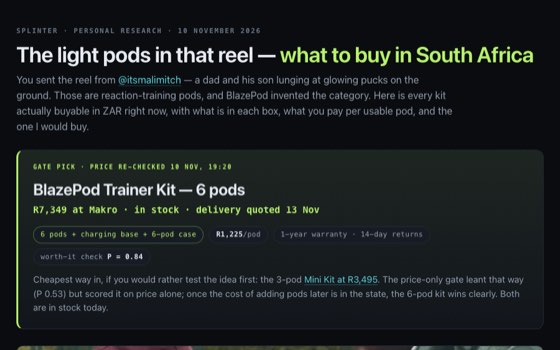 SPLINTER · PERSONAL RESEARCH · 10 NOVEMBER 2026
The light pods in that reel — what to buy in South Africa
You sent the reel from @itsmalimitch — a dad and his son lunging at glowing pucks on the
ground. Those are reaction-training pods, and BlazePod invented the category. Here is every kit
actually buyable in ZAR right now, with what is in each box, what you pay per usable pod, and the
one I would buy.
GATE PICK · PRICE RE-CHECKED 10 NOV, 19:20
BlazePod Trainer Kit — 6 pods
R7,349 at Makro · in stock · delivery quoted 13 Nov
6 pods + charging base + 6-pod case R1,225/pod 1-year warranty · 14-day returns
worth-it check P = 0.84
Cheapest way in, if you would rather test the idea first: the 3-pod Mini Kit at R3,495. The price-only gate leant that way
(P 0.53) but scored it on price alone; once the cost of adding pods later is in the state, the 6-pod kit wins clearly. Both
are in stock today.